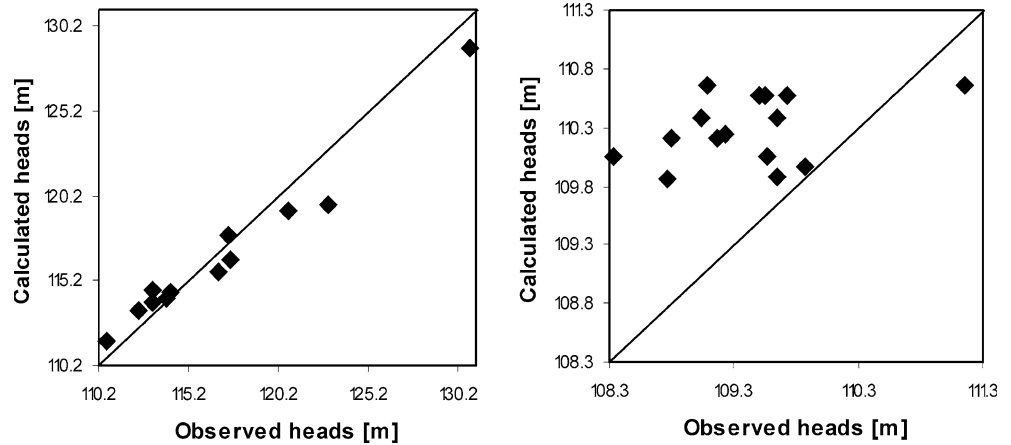 130.2
125.2
120.2
115.2
110.2
Calculated heads [m]
110.2 115.2 120.2 125.2 130.2
Observed heads [m]
111.3
110.8
110.3
109.8
109.3
108.8
108.3
Calculated heads [m]
108.3 109.3 110.3 111.3
Observed heads [m]